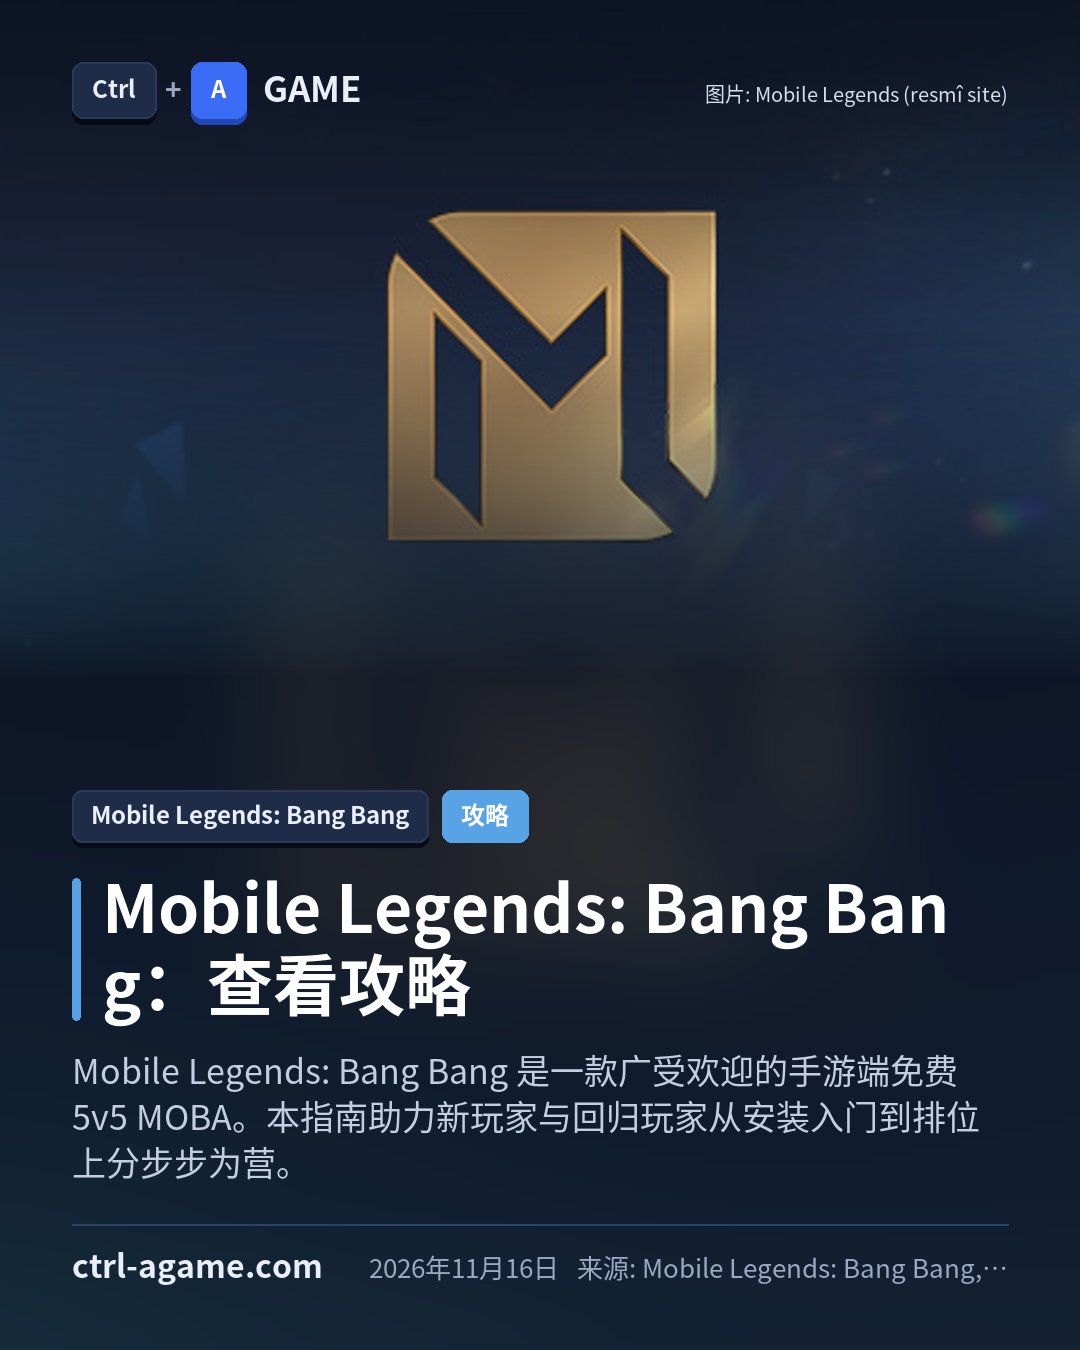 Ctrl + A GAME
图片: Mobile Legends (resmî site)
Mobile Legends: Bang Bang
攻略
Mobile Legends: Bang Ban
g：查看攻略
Mobile Legends: Bang Bang 是一款广受欢迎的手游端免费
5v5 MOBA。本指南助力新玩家与回归玩家从安装入门到排位
上分步步为营。
ctrl-agame.com
2026年11月16日 来源: Mobile Legends: Bang Bang,…